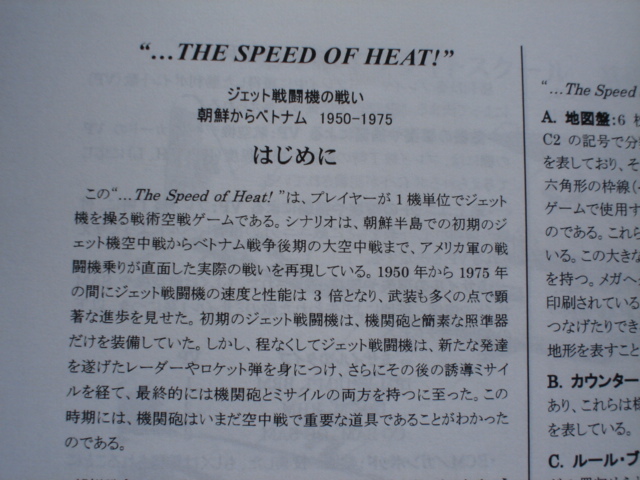 “…THE SPEED OF HEAT!”
ジェット戦闘機の戦い
朝鮮からベトナム 1950-1975
はじめに
この“…The Speed of Heat! ”は、プレイヤーが1機単位でジェット
機を操る戦術空戦ゲームである。シナリオは、朝鮮半島での初期のジ
ェット機空中戦からベトナム戦争後期の大空中戦まで、アメリカ軍の戦
闘機乗りが直面した実際の戦いを再現している。1950年から1975年
の間にジェット戦闘機の速度と性能は 3 倍となり、武装も多くの点で顕
著な進歩を見せた。初期のジェット戦闘機は、機関砲と簡素な照準器
だけを装備していた。しかし、程なくしてジェット戦闘機は、新たな発達
を遂げたレーダーやロケット弾を身につけ、さらにその後の誘導ミサイ
ルを経て、最終的には機関砲とミサイルの両方を持つに至った。この
時期には、機関砲はいまだ空中戦で重要な道具であることがわかった
のである。
“…The Speed
A. 地図盤：6
C2 の記号で分
を表しており、そ
六角形の枠線(
ゲームで使用す
のである。これら
いる。この大きな
を持つ。メガヘ
印刷されている
つなげたりでき
地形を表すこと
B. カウンター
あり、これらは
を表している。
C. ルール・ブ